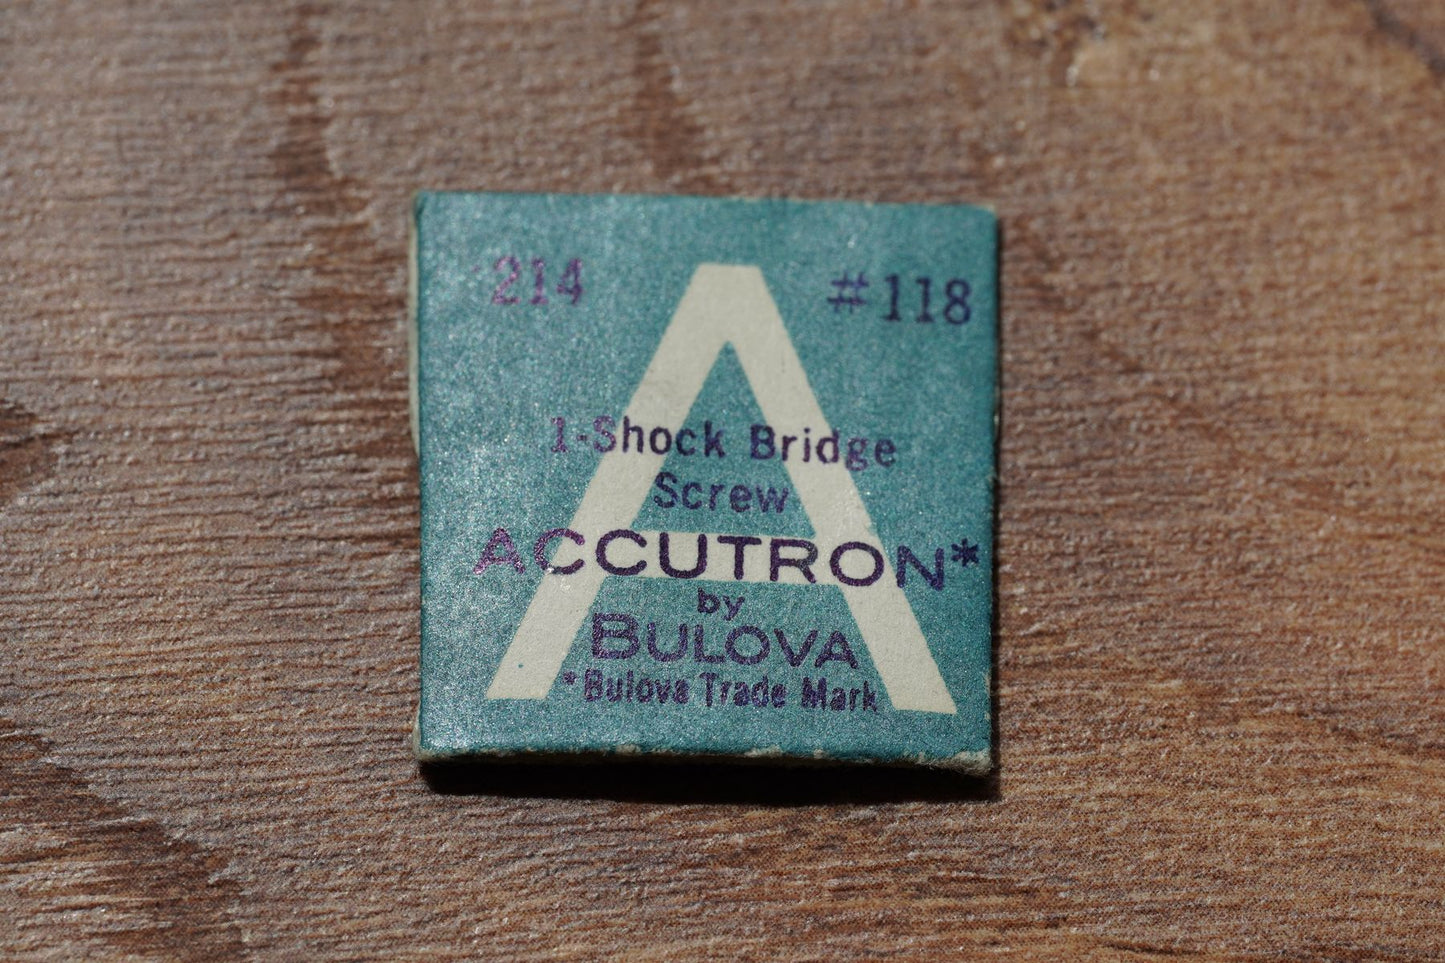 214 #118
1-Shock Bridge
Screw
ACCUTRON*
by
BULOVA
*Bulova Trade Mark